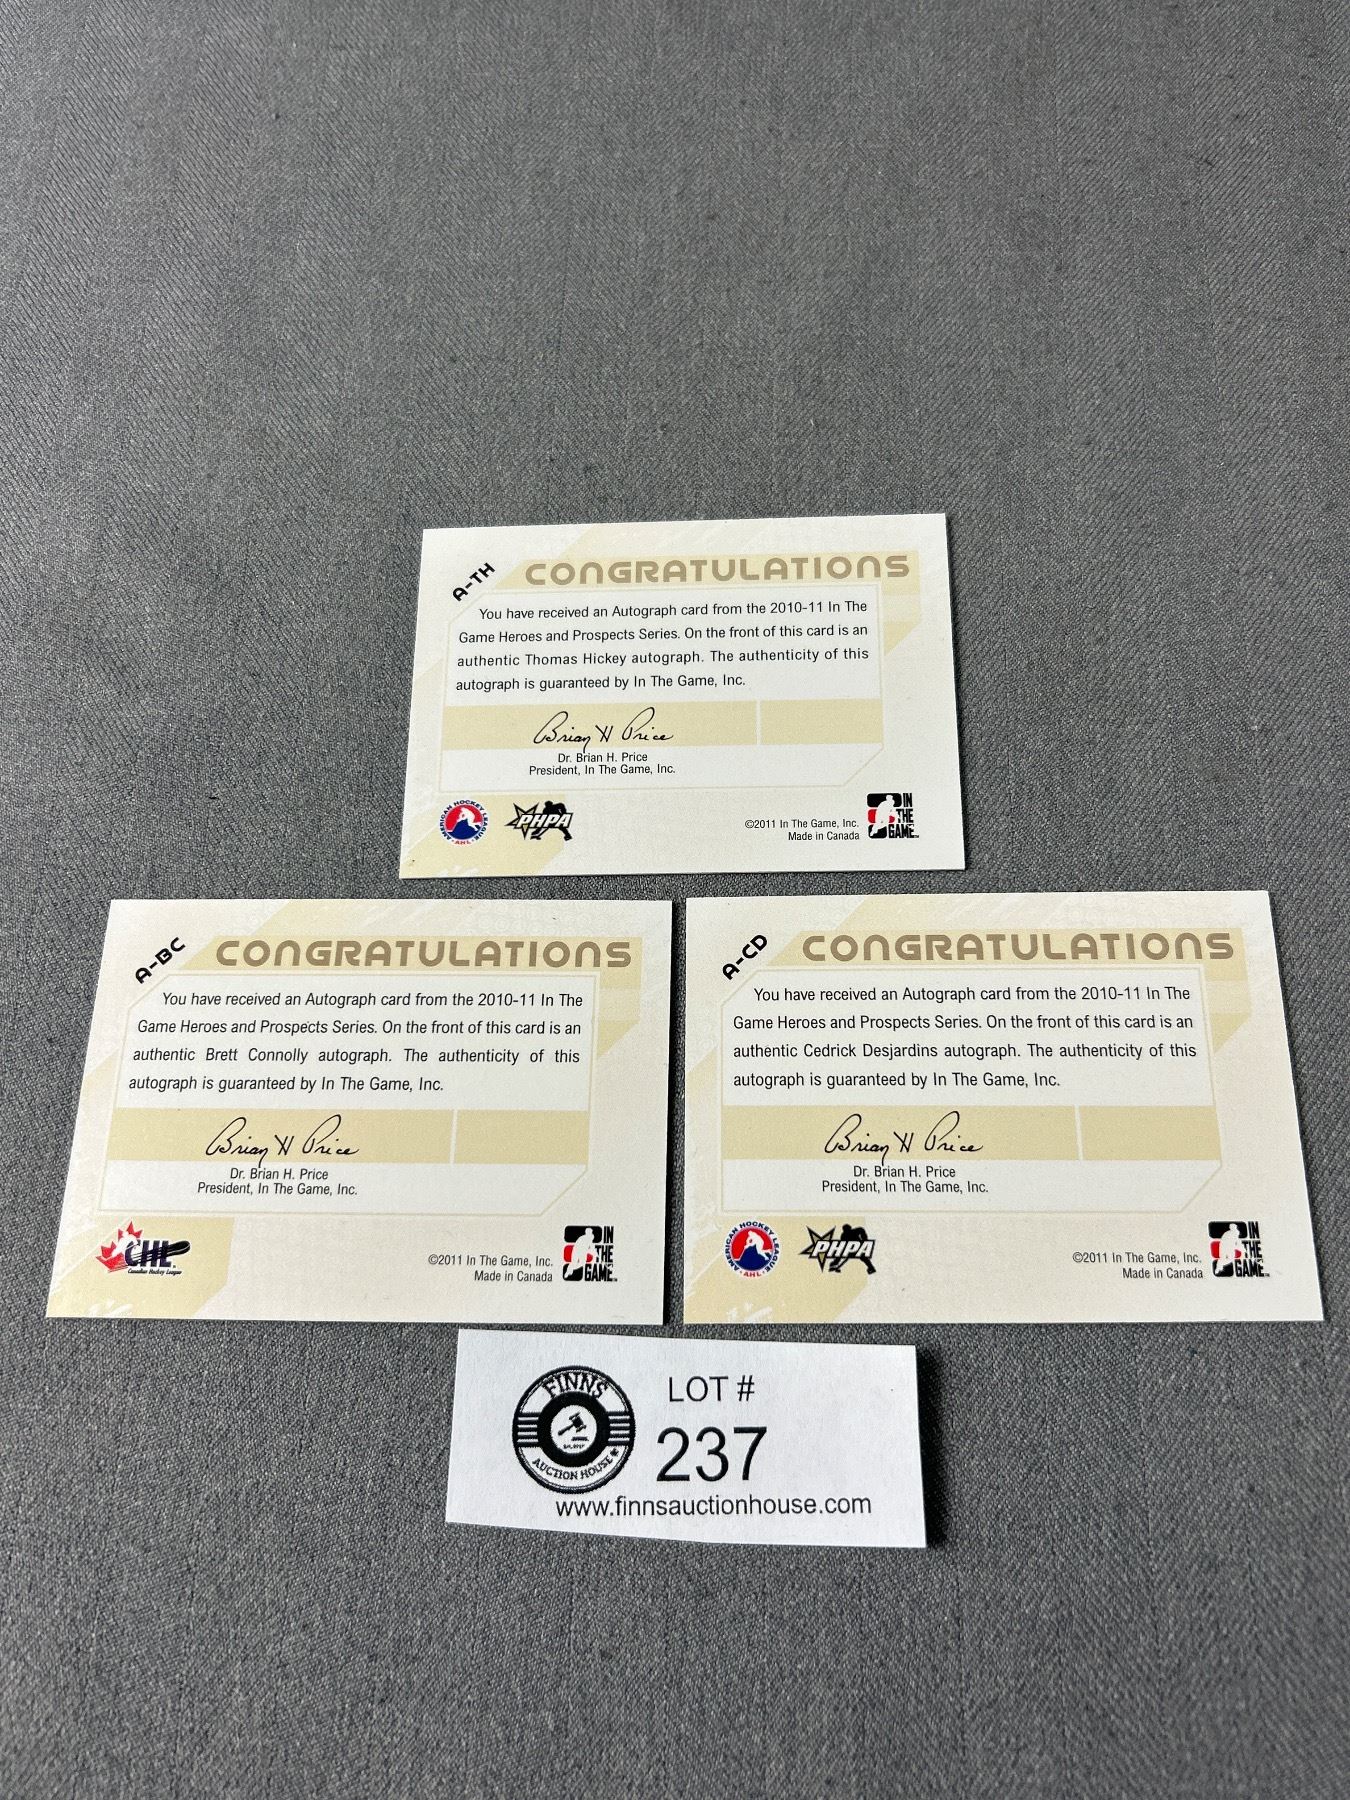 A-TH
CONGRATULATIONS
You have received an Autograph card from the 2010-11 In The
Game Heroes and Prospects Series. On the front of this card is an
authentic Thomas Hickey autograph. The authenticity of this
autograph is guaranteed by In The Game, Inc.
Brian H Price
Dr. Brian H. Price
President, In The Game, Inc.
AMERICAN HOCKEY LEAGUE
AHL
PHPA
©2011 In The Game, Inc.
Made in Canada
IN
THE
GAME
A-BC
CONGRATULATIONS
You have received an Autograph card from the 2010-11 In The
Game Heroes and Prospects Series. On the front of this card is an
authentic Brett Connolly autograph. The authenticity of this
autograph is guaranteed by In The Game, Inc.
Brian H Price
Dr. Brian H. Price
President, In The Game, Inc.
CHL
Canadian Hockey League
©2011 In The Game, Inc.
Made in Canada
IN
THE
GAME
A-CD
CONGRATULATIONS
You have received an Autograph card from the 2010-11 In The
Game Heroes and Prospects Series. On the front of this card is an
authentic Cedrick Desjardins autograph. The authenticity of this
autograph is guaranteed by In The Game, Inc.
Brian H Price
Dr. Brian H. Price
President, In The Game, Inc.
AMERICAN HOCKEY LEAGUE
AHL
PHPA
©2011 In The Game, Inc.
Made in Canada
IN
THE
GAME
FINNS
AUCTION HOUSE
LOT #
237
www.finnsauctionhouse.com